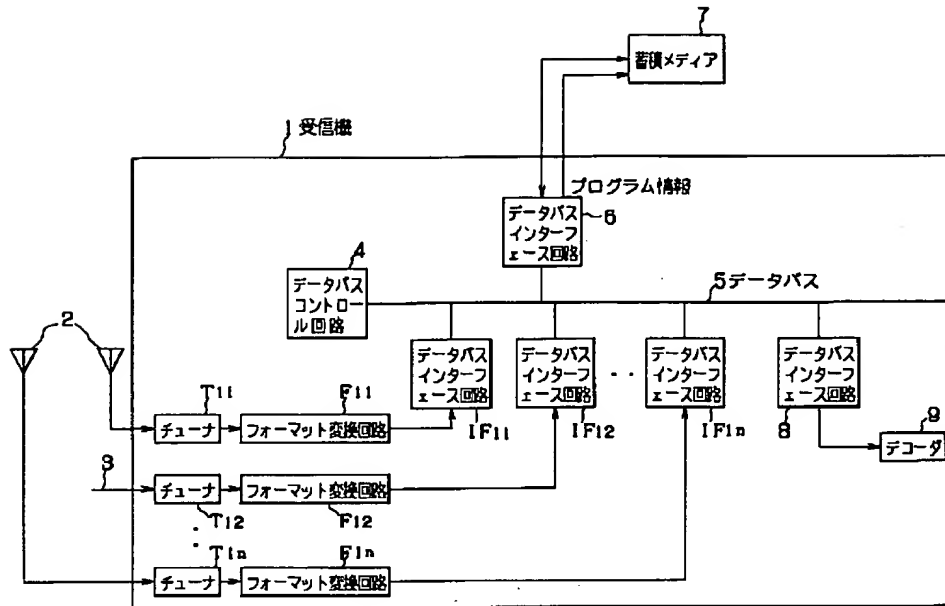 7
蓄積メディア
1 受信機
プログラム情報
データバス
インターフ
ェース回路
6
4
データバス
コントロー
ル回路
5 データバス
2
データバス
インターフ
ェース回路
データバス
インターフ
ェース回路
データバス
インターフ
ェース回路
データバス
インターフ
ェース回路
T11
F11
IF11
IF12
IF1n
8
9
チューナ
フォーマット変換回路
デコーダ
3
チューナ
フォーマット変換回路
T12
F12
T1n
F1n
チューナ
フォーマット変換回路